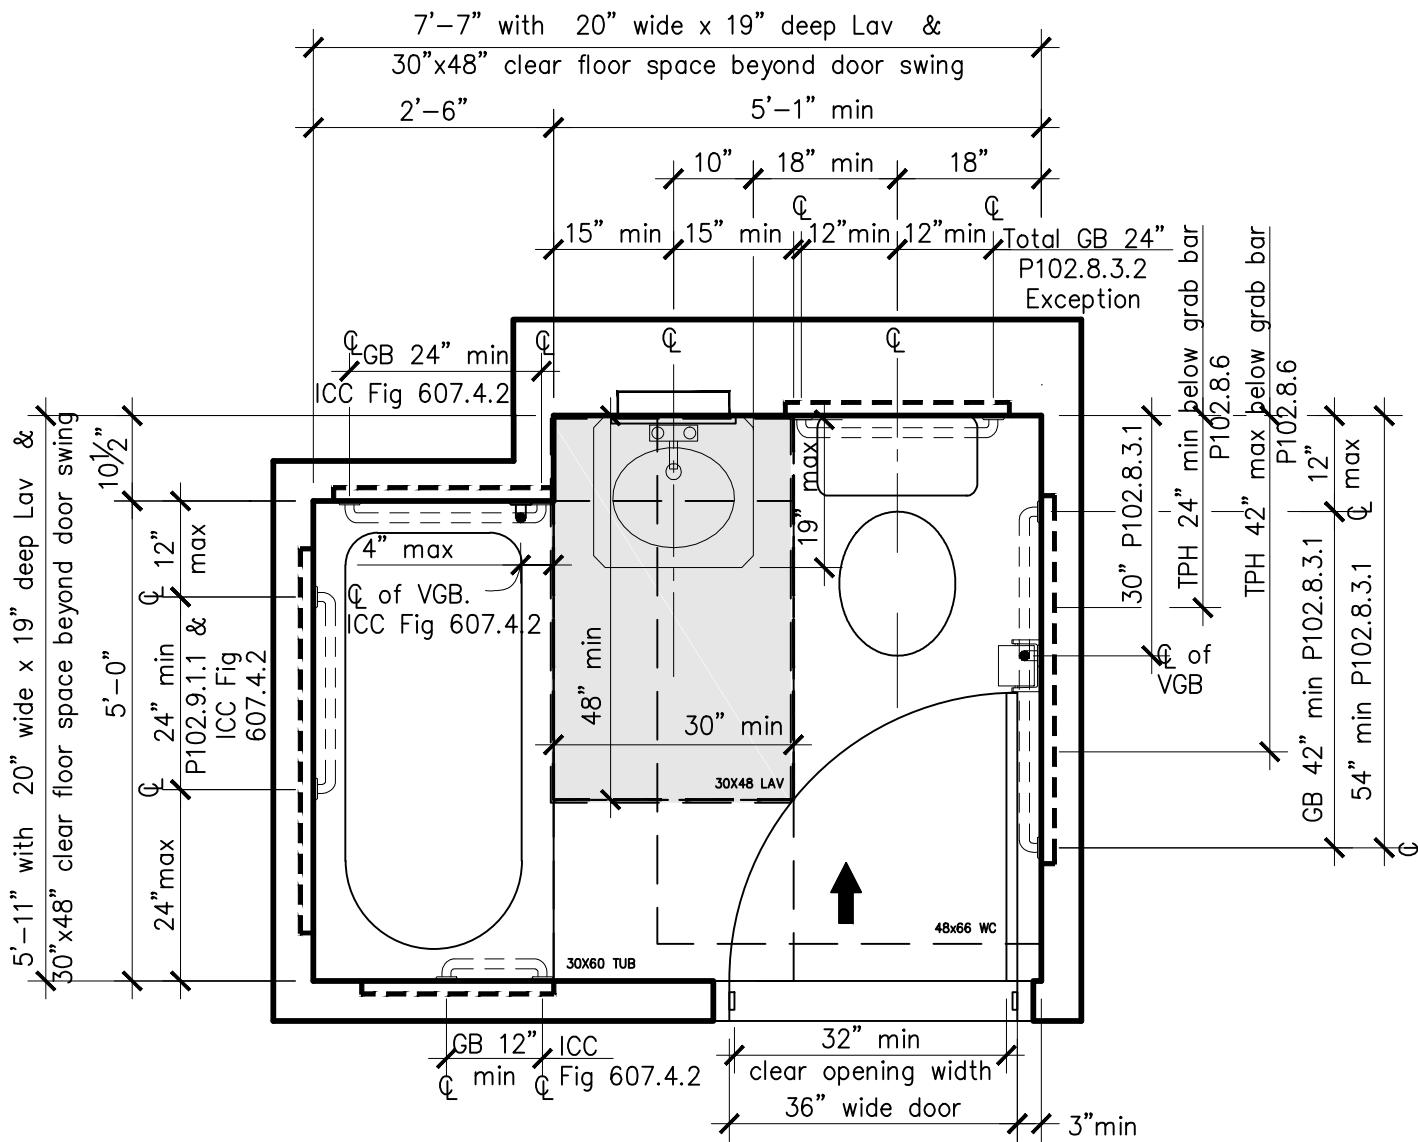 7'-7" with 20" wide x 19" deep Lav &
30"x48" clear floor space beyond door swing
2'-6"
5'-1" min
10"
18" min
18"
℄
℄
15" min
15" min
12"min
12"min
Total GB 24"
P102.8.3.2
Exception
℄
℄
℄
℄
GB 24" min
ICC Fig 607.4.2
5'-11" with 20" wide x 19" deep Lav &
30"x48" clear floor space beyond door swing
10½"
5'-0"
12"
max
℄
24" min
P102.9.1.1 &
ICC Fig
607.4.2
℄
24"max
4" max
℄ of VGB.
ICC Fig 607.4.2
48" min
30" min
30X48 LAV
19" max
30" P102.8.3.1
℄ of
VGB
TPH 24" min below grab bar
P102.8.6
TPH 42" max below grab bar
P102.8.6
12"
max
℄
GB 42" min P102.8.3.1
54" min P102.8.3.1
℄
48x66 WC
30X60 TUB
GB 12"
min
℄
℄
ICC
Fig 607.4.2
32" min
clear opening width
36" wide door
3"min